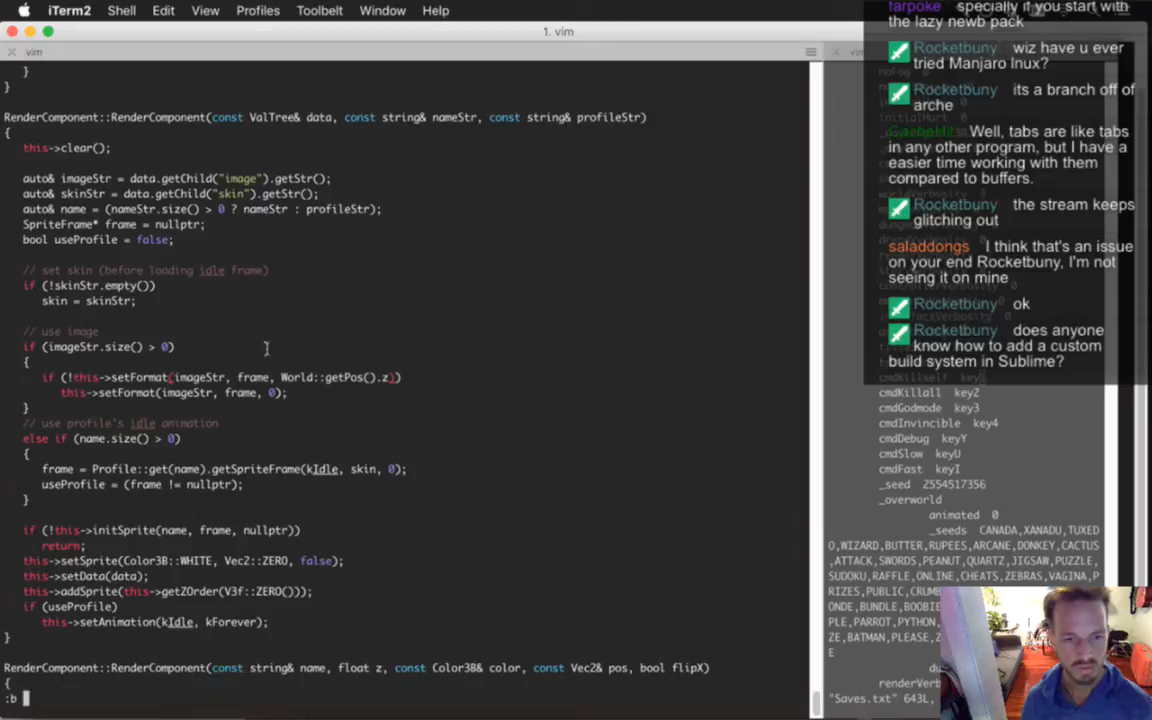 iTerm2 Shell Edit View Profiles Toolbelt Window Help
1. vim
vim
}
}
RenderComponent::RenderComponent(const ValTree& data, const string& nameStr, const string& profileStr)
{
this->clear();
auto& imageStr = data.getChild("image").getStr();
auto& skinStr = data.getChild("skin").getStr();
auto& name = (nameStr.size() > 0 ? nameStr : profileStr);
SpriteFrame* frame = nullptr;
bool useProfile = false;
// set skin (before loading idle frame)
if (!skinStr.empty())
skin = skinStr;
// use image
if (imageStr.size() > 0)
{
if (!this->setFormat(imageStr, frame, World::getPos().z))
this->setFormat(imageStr, frame, 0);
}
// use profile's idle animation
else if (name.size() > 0)
{
frame = Profile::get(name).getSpriteFrame(kIdle, skin, 0);
useProfile = (frame != nullptr);
}
if (!this->initSprite(name, frame, nullptr))
return;
this->setSprite(Color3B::WHITE, Vec2::ZERO, false);
this->setData(data);
this->addSprite(this->getZOrder(V3f::ZERO()));
if (useProfile)
this->setAnimation(kIdle, kForever);
}
RenderComponent::RenderComponent(const string& name, float z, const Color3B& color, const Vec2& pos, bool flipX)
{
:b
farpoke specially if you start with
the lazy newb pack
Rocketbuny wiz have u ever
tried Manjaro lnux?
Rocketbuny its a branch off of
arche
Well, tabs are like tabs
in any other program, but I have a
easier time working with them
compared to buffers.
Rocketbuny the stream keeps
glitching out
saladdongs I think that's an issue
on your end Rocketbuny, I'm not
seeing it on mine
Rocketbuny ok
Rocketbuny does anyone
know how to add a custom
build system in Sublime?
cmdKillself
cmdKillall key2
cmdGodmode key3
cmdInvincible key4
cmdDebug keyY
cmdSlow keyU
cmdFast keyI
_seed 2554517356
_overworld
animated 0
_seeds CANADA,XANADU,TUXED
O,WIZARD,BUTTER,RUPEES,ARCANE,DONKEY,CACTUS
,ATTACK,SWORDS,PEANUT,QUARTZ,JIGSAW,PUZZLE,
SUDOKU,RAFFLE,ONLINE,CHEATS,ZEBRAS,VAGINA,P
RIZES,PUBLIC,CRUMB
ONDE,BUNDLE,BOOBIE
PLE,PARROT,PYTHON,
ZE,BATMAN,PLEASE,Z
E
du
renderVerb
"Saves.txt" 643L,